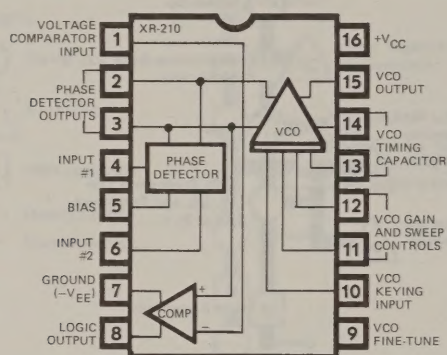 VOLTAGE
COMPARATOR
INPUT
1
XR-210
16
+VCC
2
15
VCO
OUTPUT
PHASE
DETECTOR
OUTPUTS
3
VCO
14
VCO
TIMING
CAPACITOR
INPUT
#1
4
PHASE
DETECTOR
13
BIAS
5
12
VCO GAIN
AND SWEEP
CONTROLS
INPUT
#2
6
11
GROUND
(–VEE)
7
+
COMP
–
10
VCO
KEYING
INPUT
LOGIC
OUTPUT
8
9
VCO
FINE-TUNE